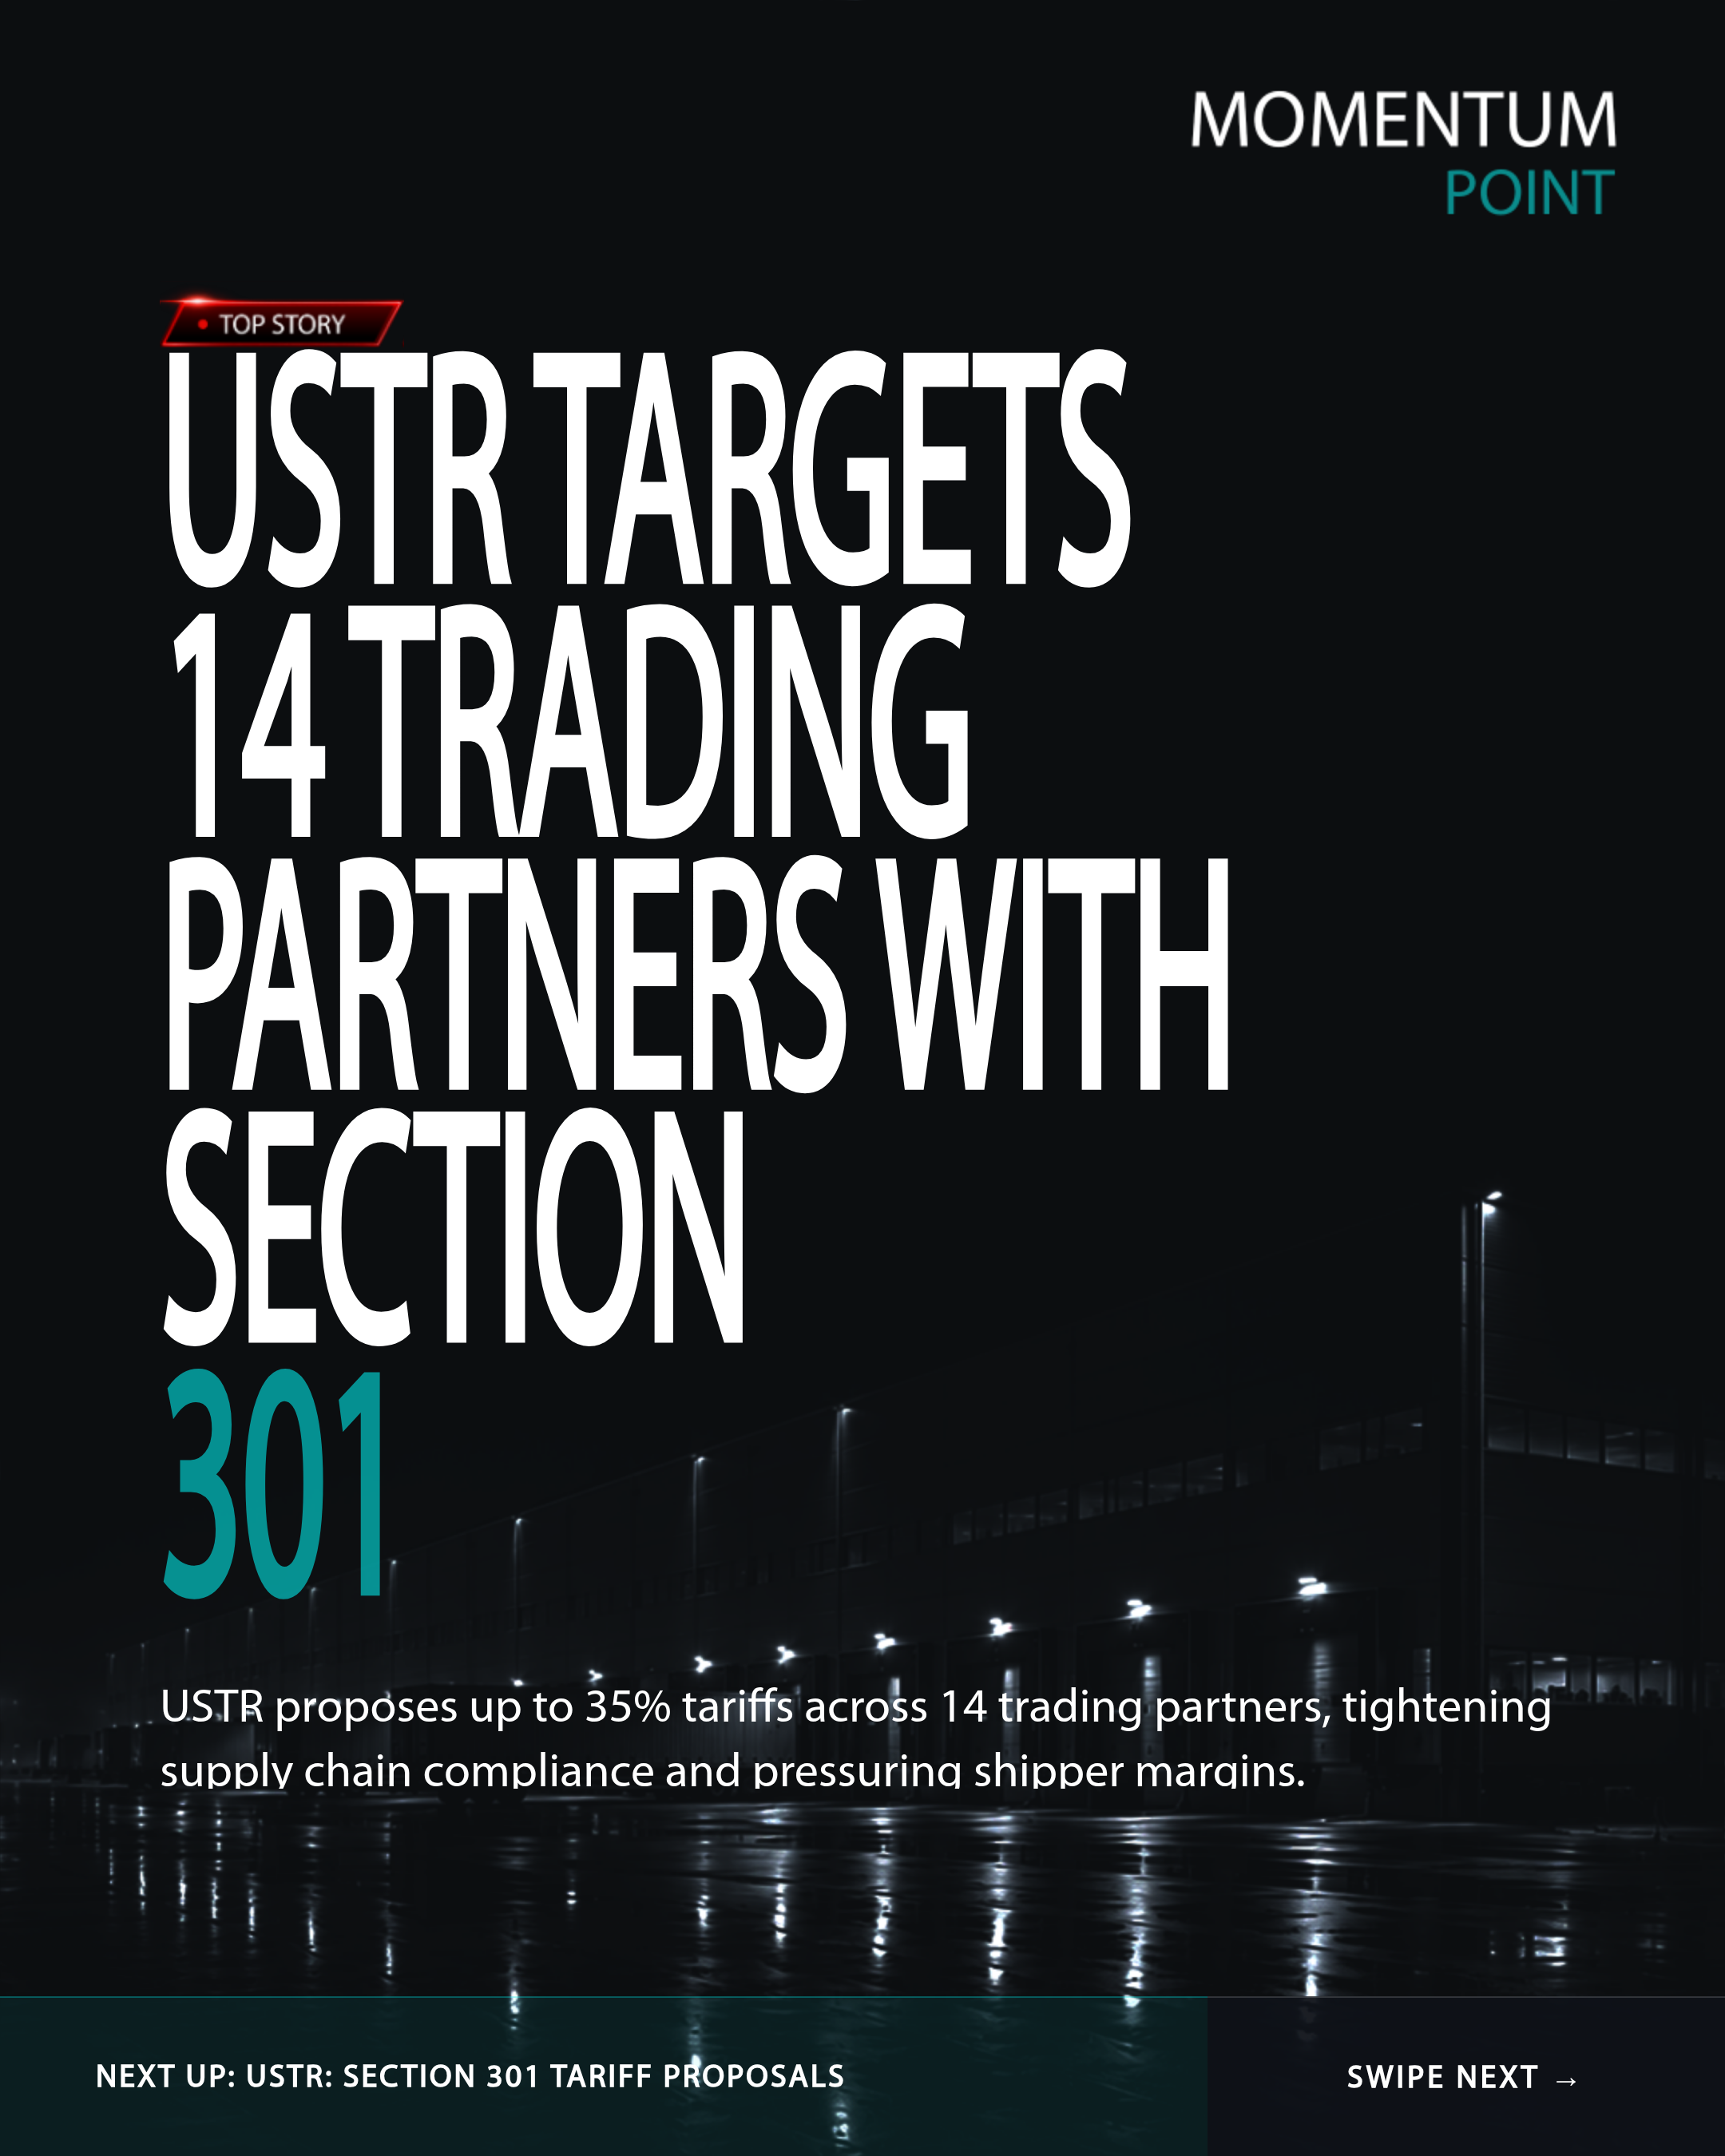 MOMENTUM
POINT
TOP STORY
USTR TARGETS
14 TRADING
PARTNERS WITH
SECTION
301
USTR proposes up to 35% tariffs across 14 trading partners, tightening
supply chain compliance and pressuring shipper margins.
NEXT UP: USTR: SECTION 301 TARIFF PROPOSALS
SWIPE NEXT →